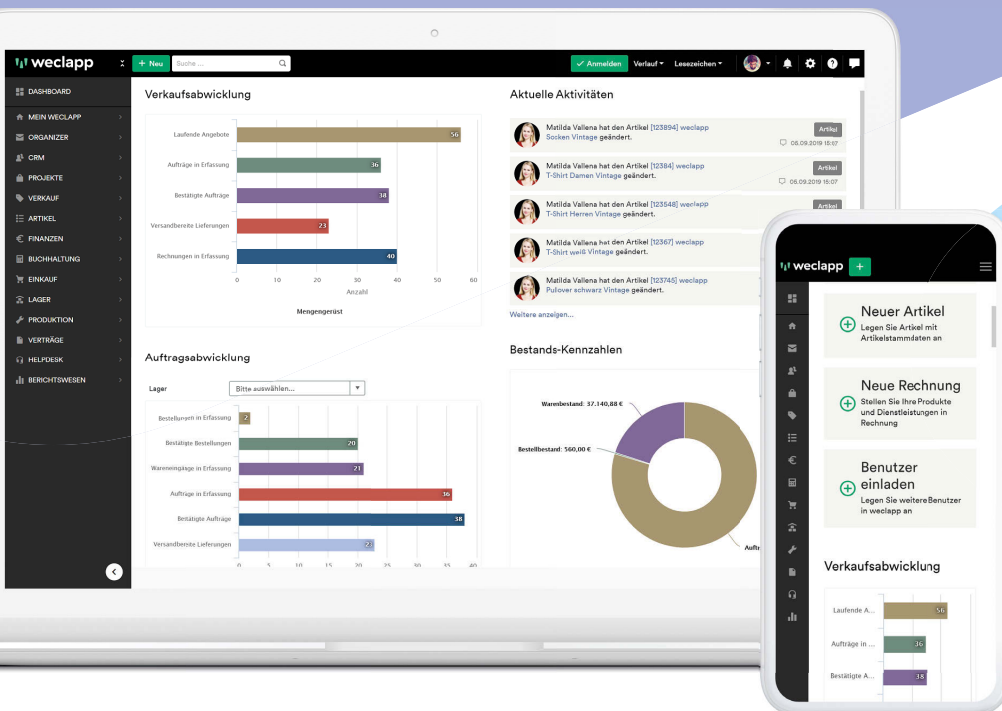 weclapp
+ Neu
Suche ...
Anmelden
Verlauf
Lesezeichen
DASHBOARD
MEIN WECLAPP
ORGANIZER
CRM
PROJEKTE
VERKAUF
ARTIKEL
FINANZEN
BUCHHALTUNG
EINKAUF
LAGER
PRODUKTION
VERTRÄGE
HELPDESK
BERICHTSWESEN
Verkaufsabwicklung
Laufende Angebote
56
Aufträge in Erfassung
36
Bestätigte Aufträge
38
Versandbereite Lieferungen
23
Rechnungen in Erfassung
40
0 10 20 30 40 50 60
Anzahl
Mengengerüst
Auftragsabwicklung
Lager
Bitte auswählen...
Bestellungen in Erfassung
2
Bestätigte Bestellungen
20
Wareneingänge in Erfassung
21
Aufträge in Erfassung
36
Bestätigte Aufträge
38
Versandbereite Lieferungen
23
0 5 10 15 20 25 30 35 40
Aktuelle Aktivitäten
Matilda Vallena hat den Artikel [123894] weclapp
Socken Vintage geändert.
Artikel
05.09.2019 15:07
Matilda Vallena hat den Artikel [12384] weclapp
T-Shirt Damen Vintage geändert.
Artikel
05.09.2019 15:07
Matilda Vallena hat den Artikel [123548] weclapp
T-Shirt Herren Vintage geändert.
Artikel
Matilda Vallena hat den Artikel [12367] weclapp
T-Shirt weiß Vintage geändert.
Matilda Vallena hat den Artikel [123745] weclapp
Pullover schwarz Vintage geändert.
Weitere anzeigen...
Bestands-Kennzahlen
Warenbestand: 37.140,88 €
Bestellbestand: 560,00 €
Auftr
weclapp +
Neuer Artikel
Legen Sie Artikel mit
Artikelstammdaten an
Neue Rechnung
Stellen Sie Ihre Produkte
und Dienstleistungen in
Rechnung
Benutzer
einladen
Legen Sie weitere Benutzer
in weclapp an
Verkaufsabwicklung
Laufende A...
56
Aufträge in ...
36
Bestätigte A...
38